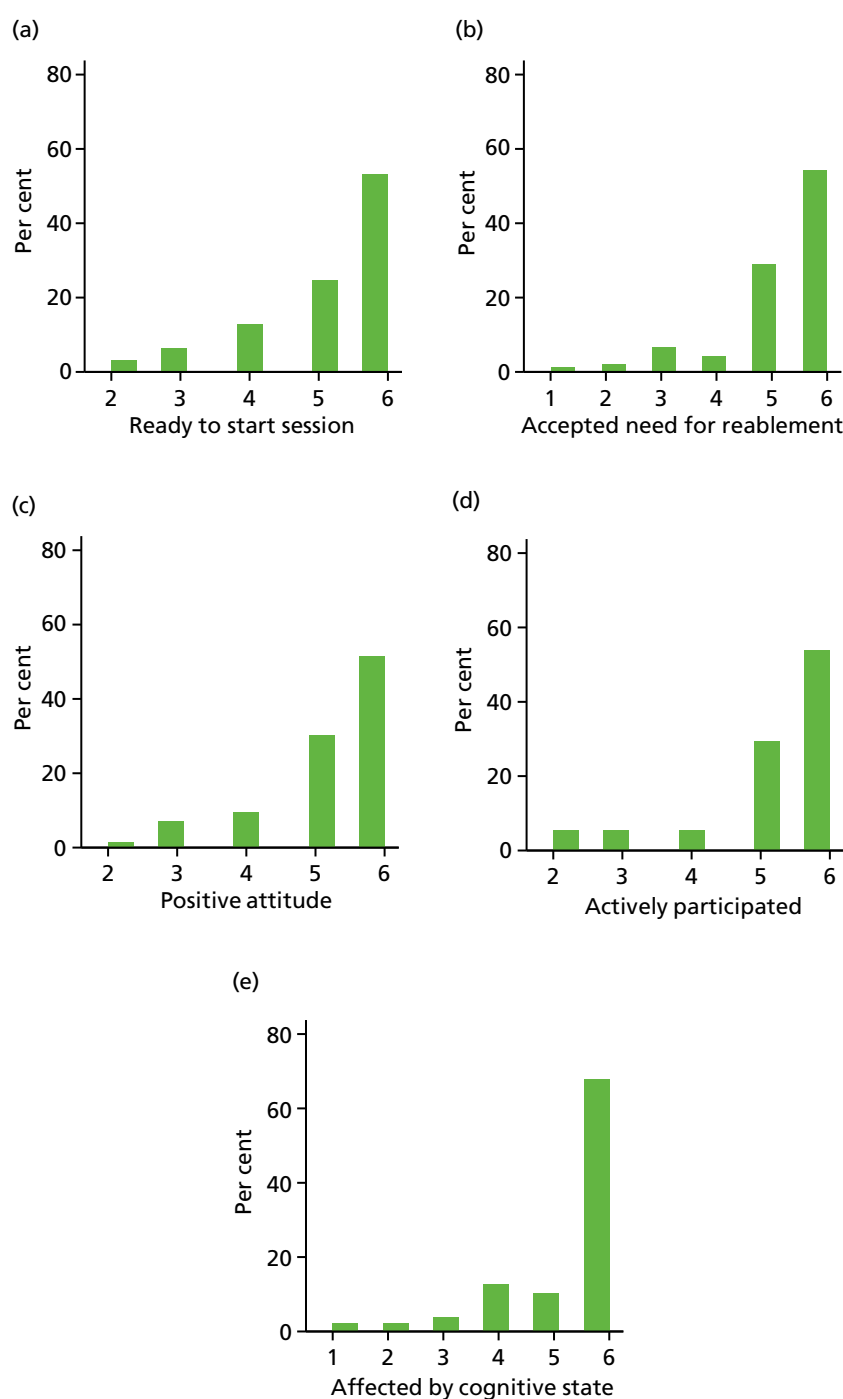 (a)
80
60
40
20
0
Per cent
2 3 4 5 6
Ready to start session
(b)
80
60
40
20
0
Per cent
1 2 3 4 5 6
Accepted need for reablement
(c)
80
60
40
20
0
Per cent
2 3 4 5 6
Positive attitude
(d)
80
60
40
20
0
Per cent
2 3 4 5 6
Actively participated
(e)
80
60
40
20
0
Per cent
1 2 3 4 5 6
Affected by cognitive state